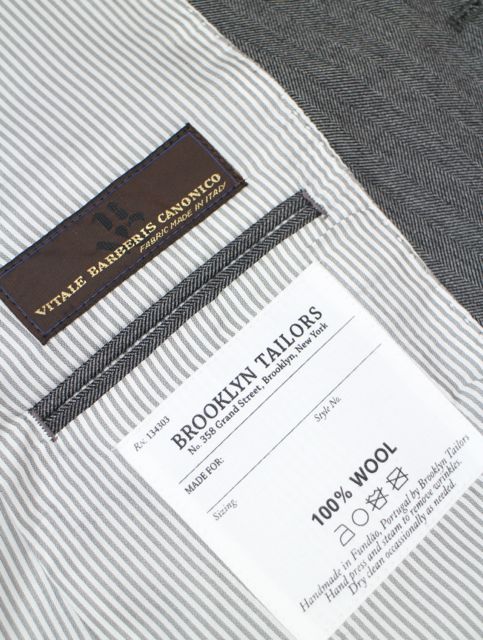 VITALE BARBERIS CANONICO
FABRIC MADE IN ITALY
RN. 134303
BROOKLYN TAILORS
No. 358 Grand Street, Brooklyn, New York
MADE FOR:
Sizing.
Style No.
100% WOOL
Handmade in Fundão, Portugal by Brooklyn Tailors
Hand press and steam to remove wrinkles.
Dry clean occassionally as needed.